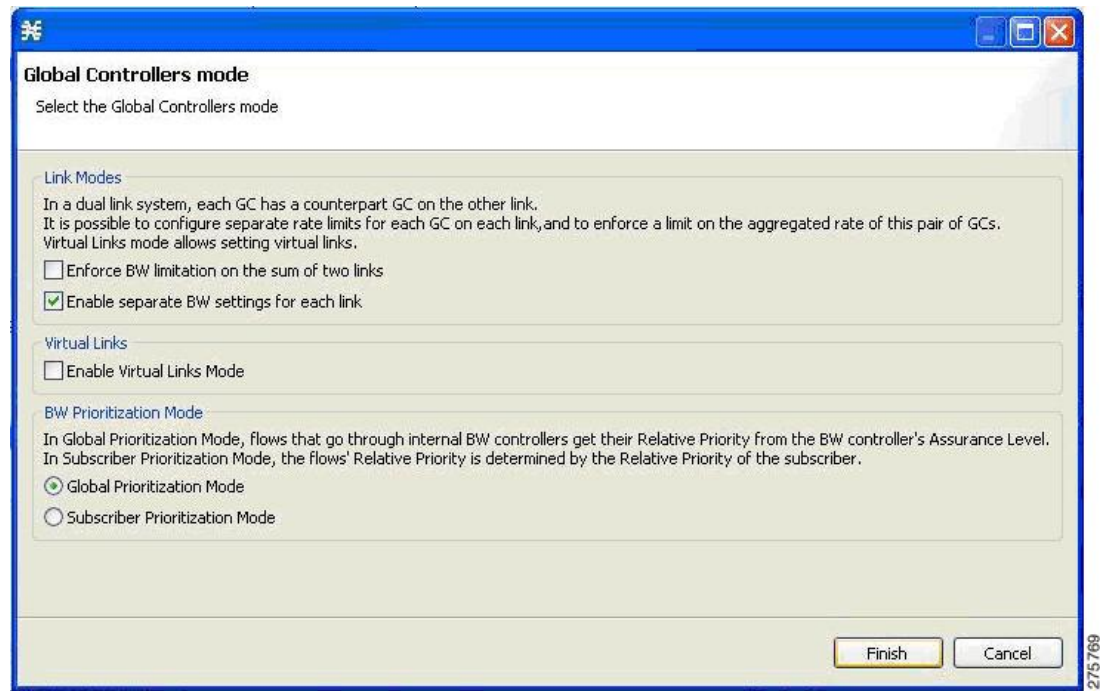 Global Controllers mode
Select the Global Controllers mode
Link Modes
In a dual link system, each GC has a counterpart GC on the other link.
It is possible to configure separate rate limits for each GC on each link,and to enforce a limit on the aggregated rate of this pair of GCs.
Virtual Links mode allows setting virtual links.
Enforce BW limitation on the sum of two links
Enable separate BW settings for each link
Virtual Links
Enable Virtual Links Mode
BW Prioritization Mode
In Global Prioritization Mode, flows that go through internal BW controllers get their Relative Priority from the BW controller's Assurance Level.
In Subscriber Prioritization Mode, the flows' Relative Priority is determined by the Relative Priority of the subscriber.
Global Prioritization Mode
Subscriber Prioritization Mode
Finish
Cancel
275769